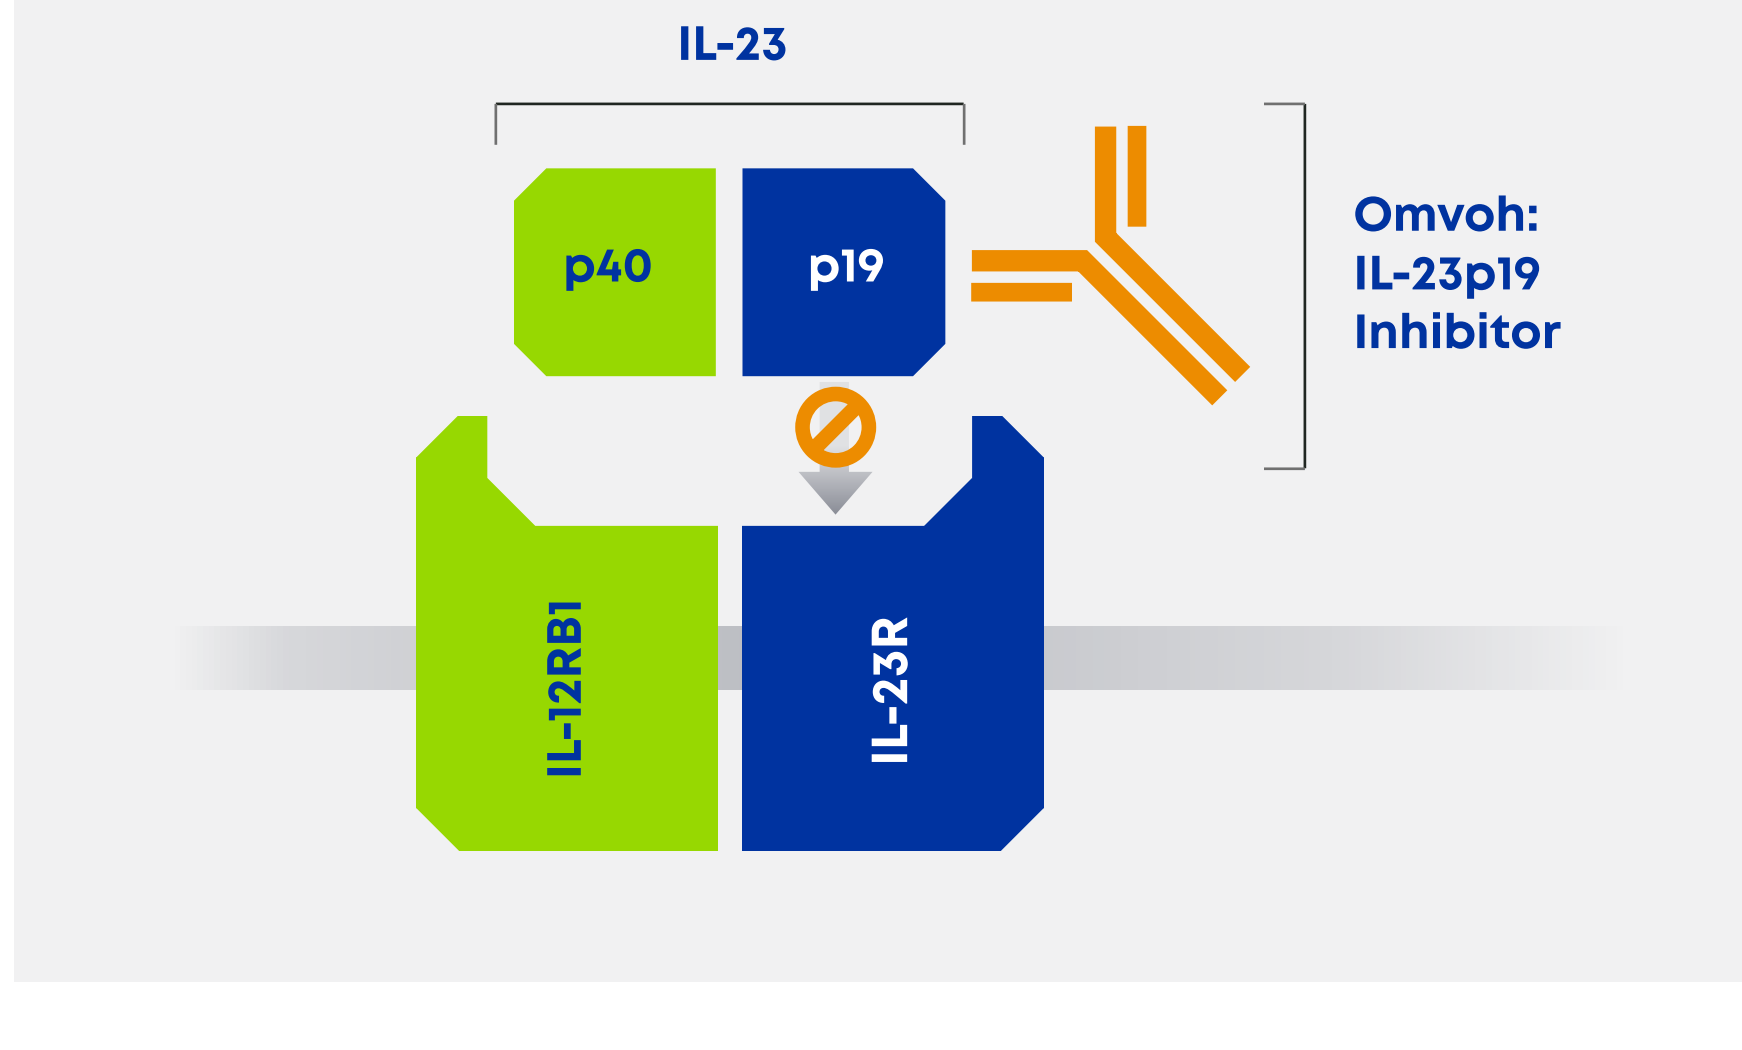 IL-23
p40
p19
Omvoh:
IL-23p19
Inhibitor
IL-12RB1
IL-23R